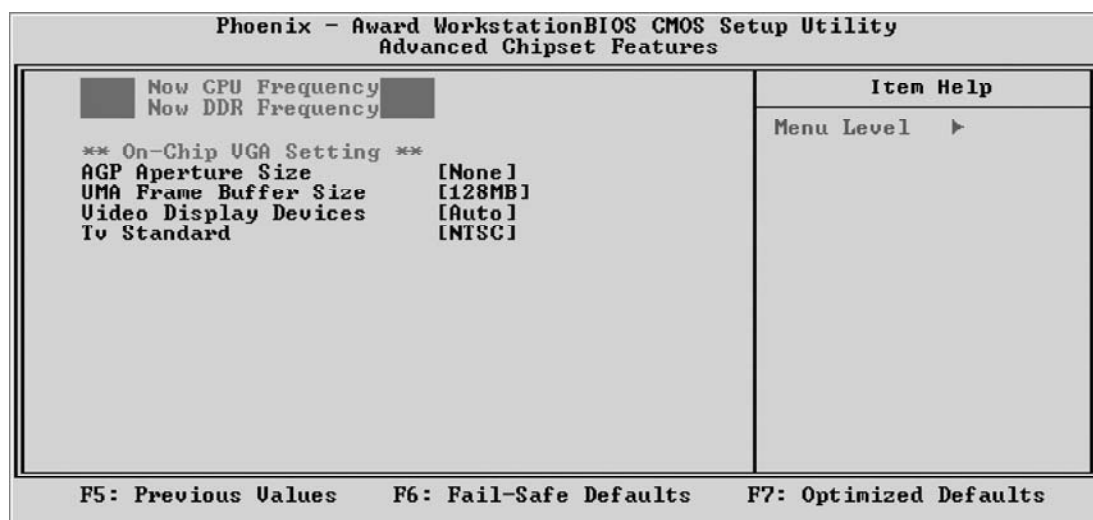 Phoenix - Award WorkstationBIOS CMOS Setup Utility
Advanced Chipset Features
Now CPU Frequency
Now DDR Frequency
** On-Chip VGA Setting **
AGP Aperture Size [None]
UMA Frame Buffer Size [128MB]
Video Display Devices [Auto]
Tv Standard [NTSC]
Item Help
Menu Level ►
F5: Previous Values F6: Fail-Safe Defaults F7: Optimized Defaults